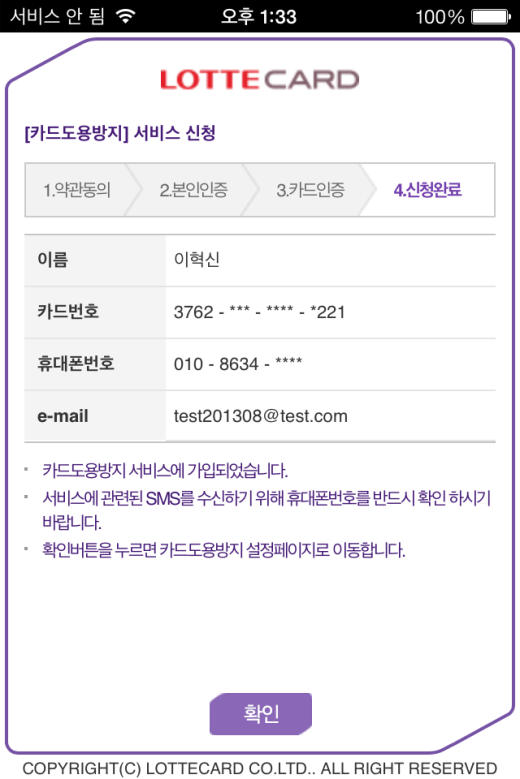 서비스 안 됨 오후 1:33 100%
LOTTECARD
[카드도용방지] 서비스 신청
1.약관동의 2.본인인증 3.카드인증 4.신청완료
이름 이혁신
카드번호 3762 - *** - **** - *221
휴대폰번호 010 - 8634 - ****
e-mail test201308@test.com
카드도용방지 서비스에 가입되었습니다.
서비스에 관련된 SMS를 수신하기 위해 휴대폰번호를 반드시 확인 하시기
바랍니다.
확인버튼을 누르면 카드도용방지 설정페이지로 이동합니다.
확인
COPYRIGHT(C) LOTTECARD CO.LTD.. ALL RIGHT RESERVED